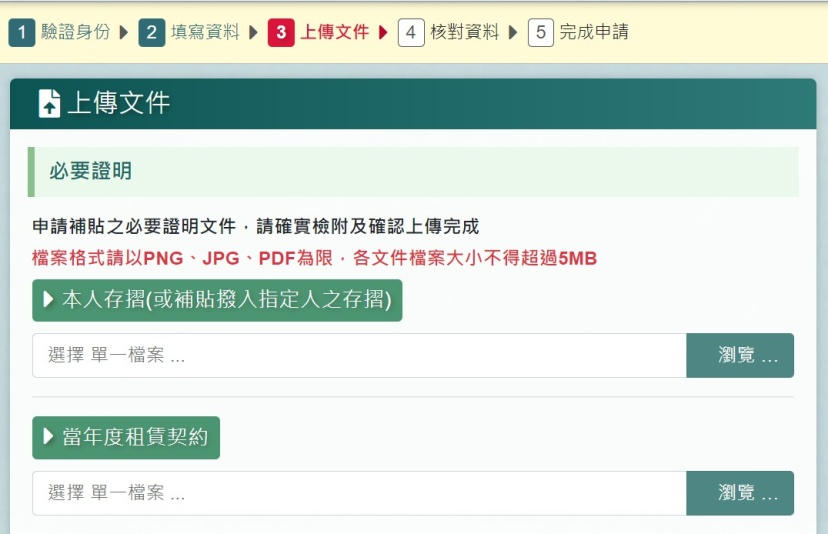 1 驗證身份 ▶ 2 填寫資料 ▶ 3 上傳文件 ▶ 4 核對資料 ▶ 5 完成申請
上傳文件
必要證明
申請補貼之必要證明文件，請確實檢附及確認上傳完成
檔案格式請以PNG、JPG、PDF為限，各文件檔案大小不得超過5MB
▶ 本人存摺(或補貼撥入指定人之存摺)
選擇 單一檔案 ... 瀏覽 ...
▶ 當年度租賃契約
選擇 單一檔案 ... 瀏覽 ...